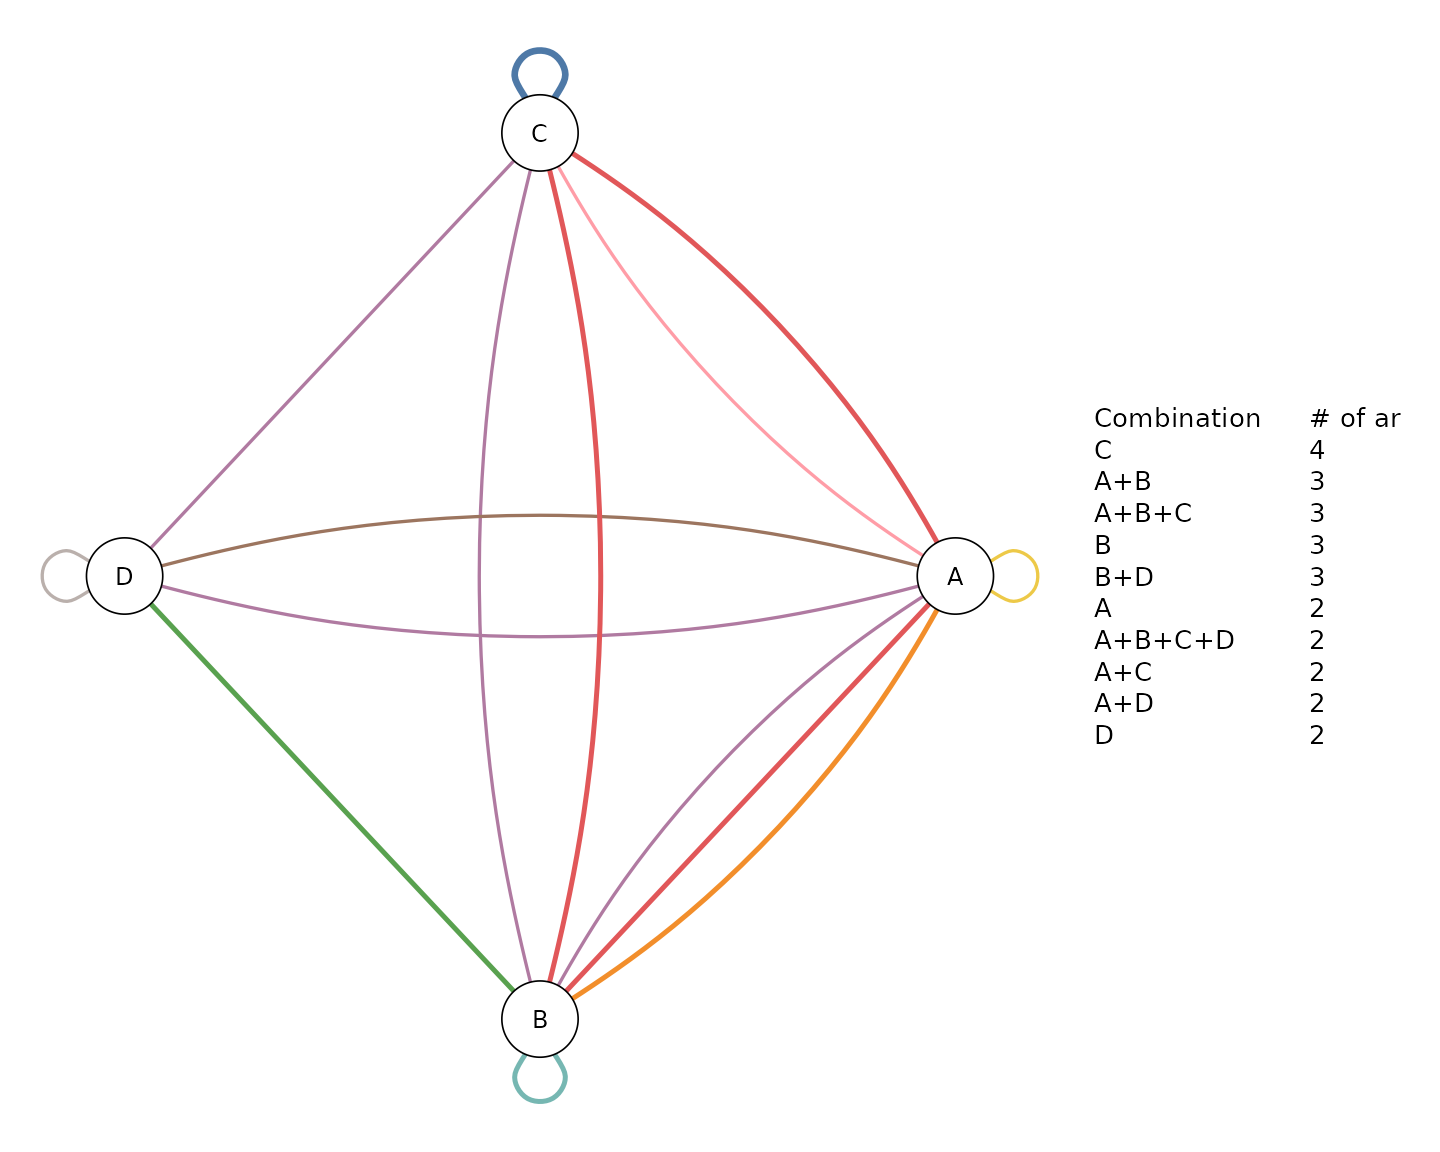 C
D
A
B
Combination # of ar
C 4
A+B 3
A+B+C 3
B 3
B+D 3
A 2
A+B+C+D 2
A+C 2
A+D 2
D 2